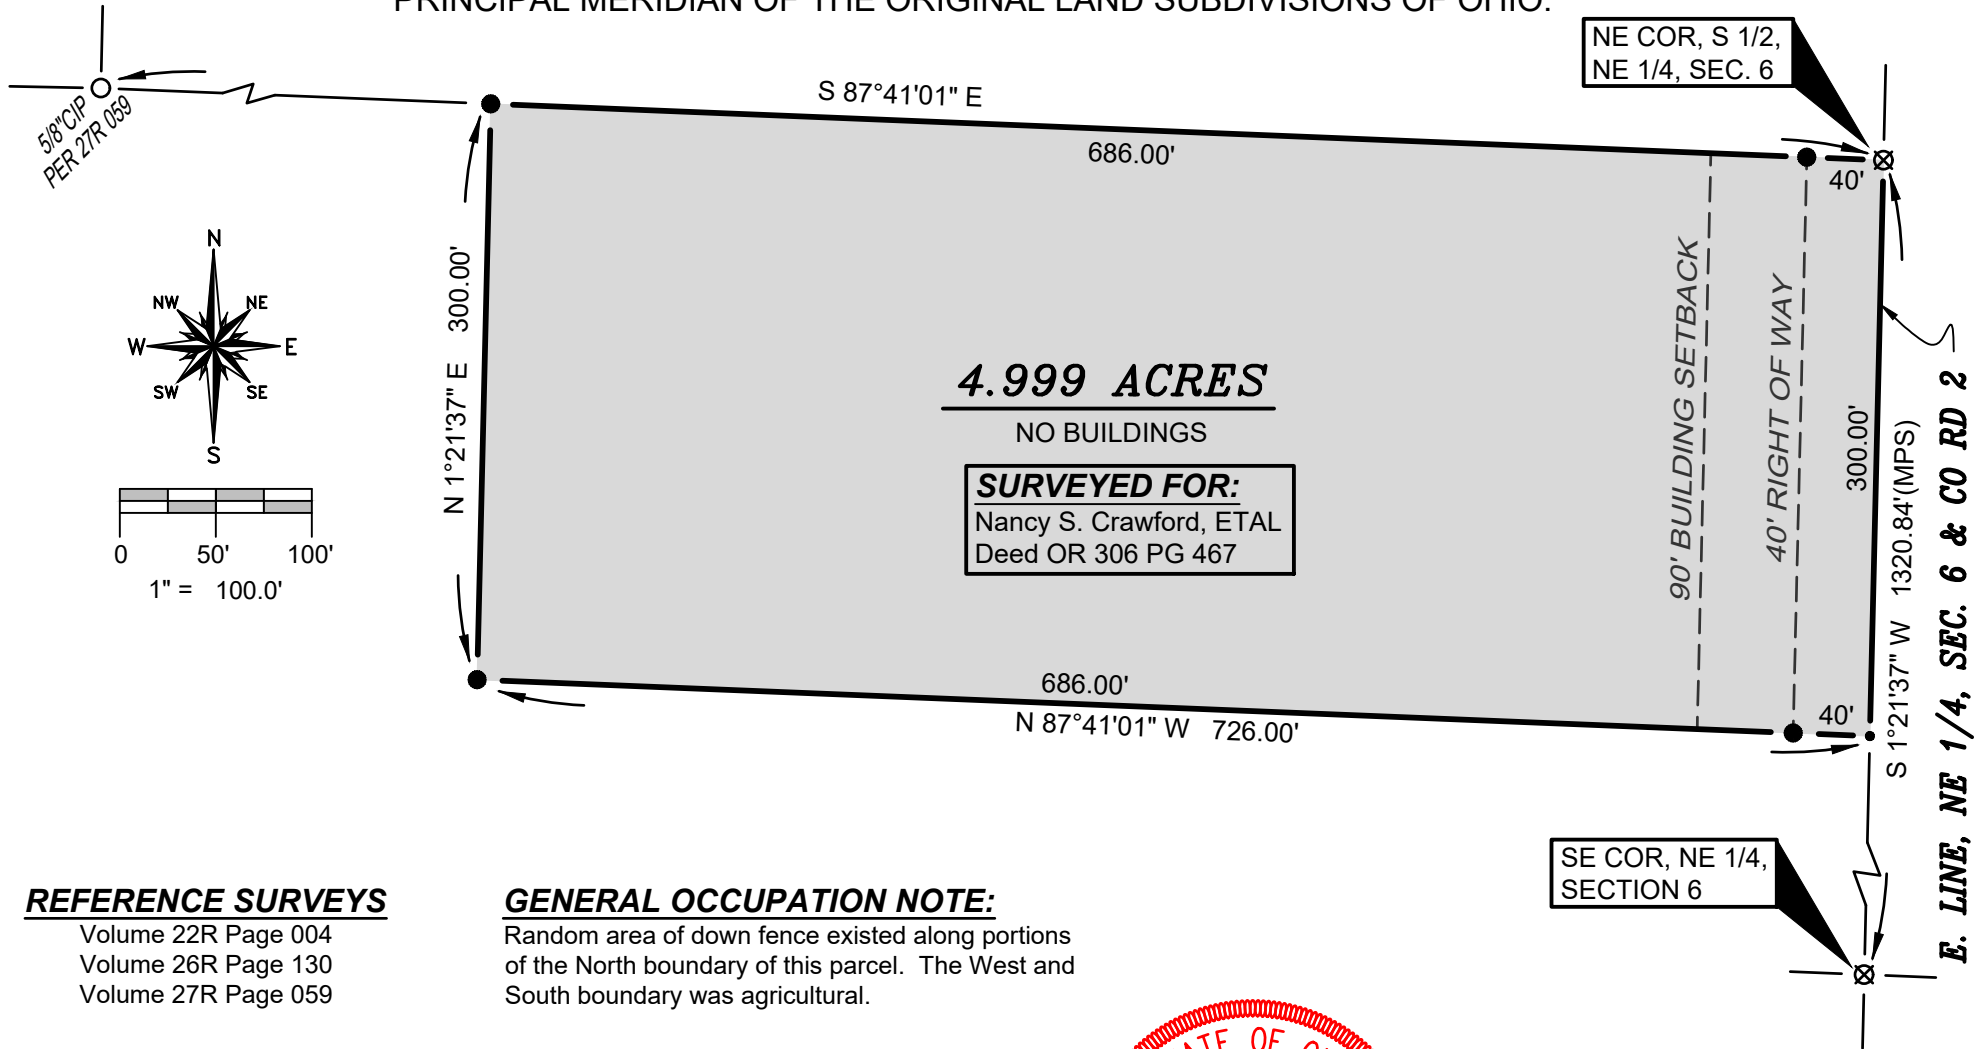 PRINCIPAL MERIDIAN OF THE ORIGINAL LAND SUBDIVISIONS OF OHIO.
NE COR, S 1/2,
NE 1/4, SEC. 6
5/8"CIP
PER 27R 059
S 87°41'01" E
686.00'
40'
N 1°21'37" E 300.00'
N
NW NE
W E
SW SE
S
0 50' 100'
1" = 100.0'
4.999 ACRES
NO BUILDINGS
SURVEYED FOR:
Nancy S. Crawford, ETAL
Deed OR 306 PG 467
90' BUILDING SETBACK
40' RIGHT OF WAY
300.00'
S 1°21'37" W 1320.84'(MPS)
E. LINE, NE 1/4, SEC. 6 & CO RD 2
686.00'
40'
N 87°41'01" W 726.00'
SE COR, NE 1/4,
SECTION 6
REFERENCE SURVEYS
Volume 22R Page 004
Volume 26R Page 130
Volume 27R Page 059
GENERAL OCCUPATION NOTE:
Random area of down fence existed along portions
of the North boundary of this parcel. The West and
South boundary was agricultural.
OF